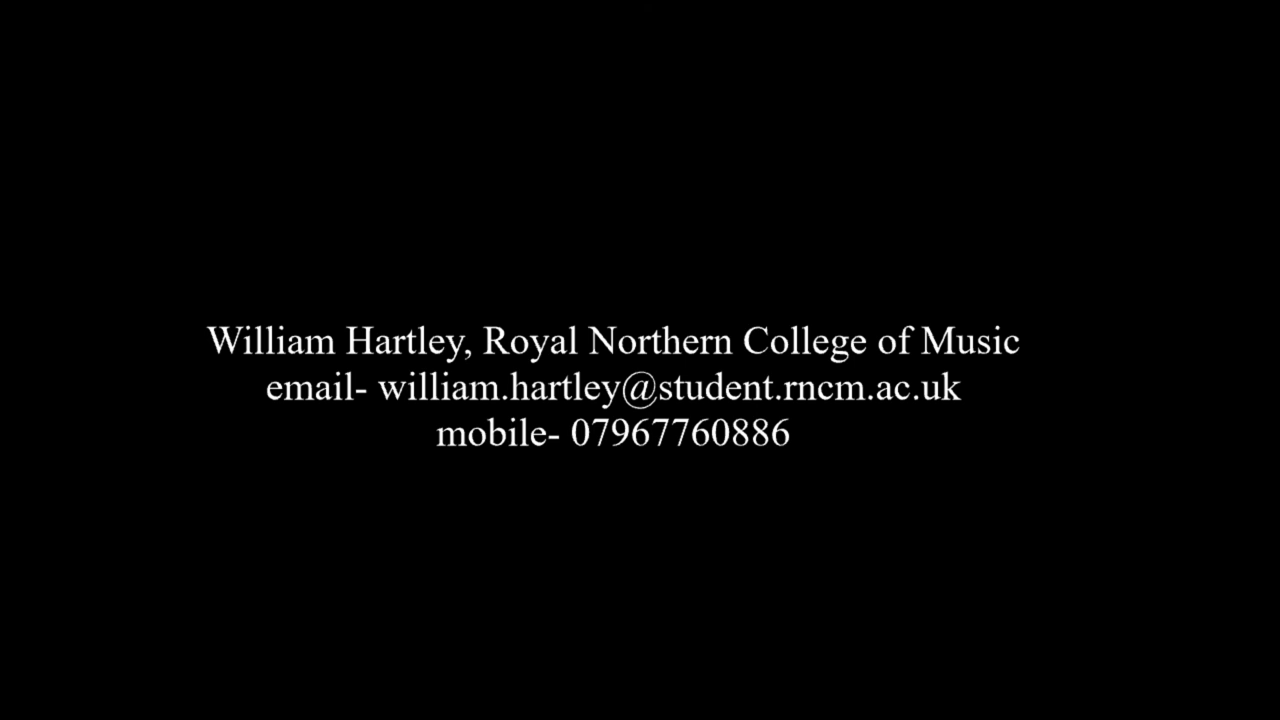 William Hartley, Royal Northern College of Music
email- william.hartley@student.rncm.ac.uk
mobile- 07967760886